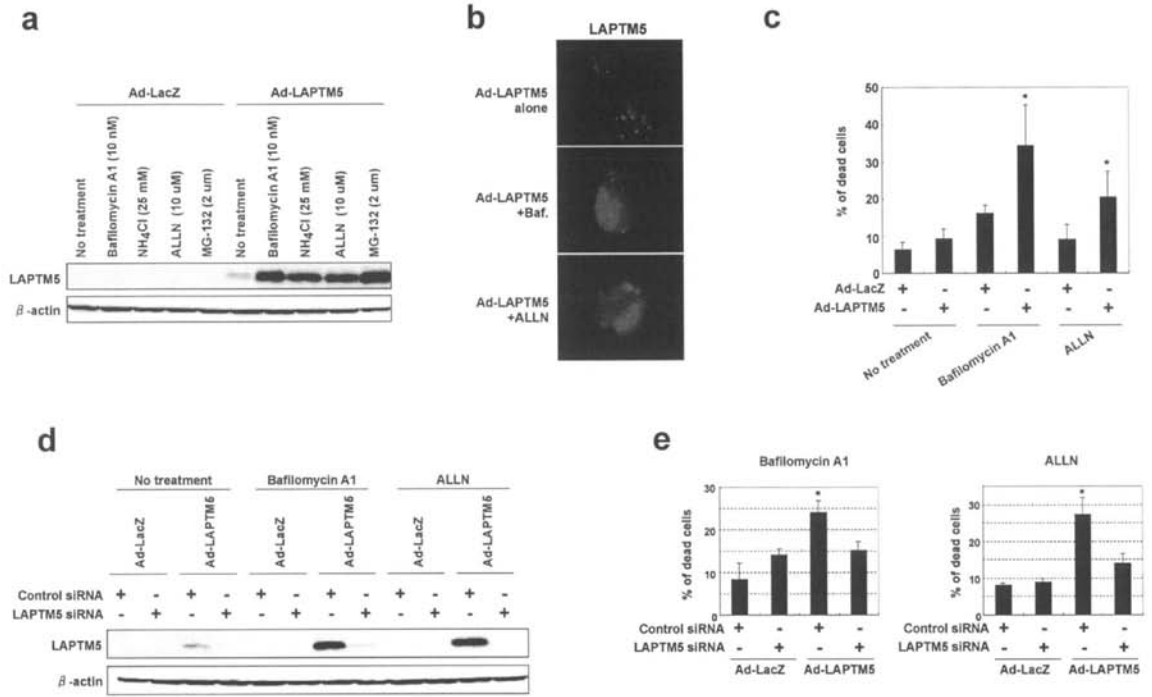 a
Ad-LacZ
Ad-LAPTM5
No treatment
Bafilomycin A1 (10 nM)
NH4Cl (25 mM)
ALLN (10 uM)
MG-132 (2 um)
No treatment
Bafilomycin A1 (10 nM)
NH4Cl (25 mM)
ALLN (10 uM)
MG-132 (2 um)
LAPTM5
β-actin
b
LAPTM5
Ad-LAPTM5
alone
Ad-LAPTM5
+Baf.
Ad-LAPTM5
+ALLN
c
% of dead cells
50
40
30
20
10
0
*
*
Ad-LacZ + - + - + -
Ad-LAPTM5 - + - + - +
No treatment
Bafilomycin A1
ALLN
d
No treatment
Bafilomycin A1
ALLN
Ad-LacZ
Ad-LAPTM5
Ad-LacZ
Ad-LAPTM5
Ad-LacZ
Ad-LAPTM5
Control siRNA + - + - + - + - + - + -
LAPTM5 siRNA - + - + - + - + - + - +
LAPTM5
β-actin
e
Bafilomycin A1
% of dead cells
30
20
10
0
*
Control siRNA + - + -
LAPTM5 siRNA - + - +
Ad-LacZ
Ad-LAPTM5
ALLN
% of dead cells
30
20
10
0
*
Control siRNA + - + -
LAPTM5 siRNA - + - +
Ad-LacZ
Ad-LAPTM5